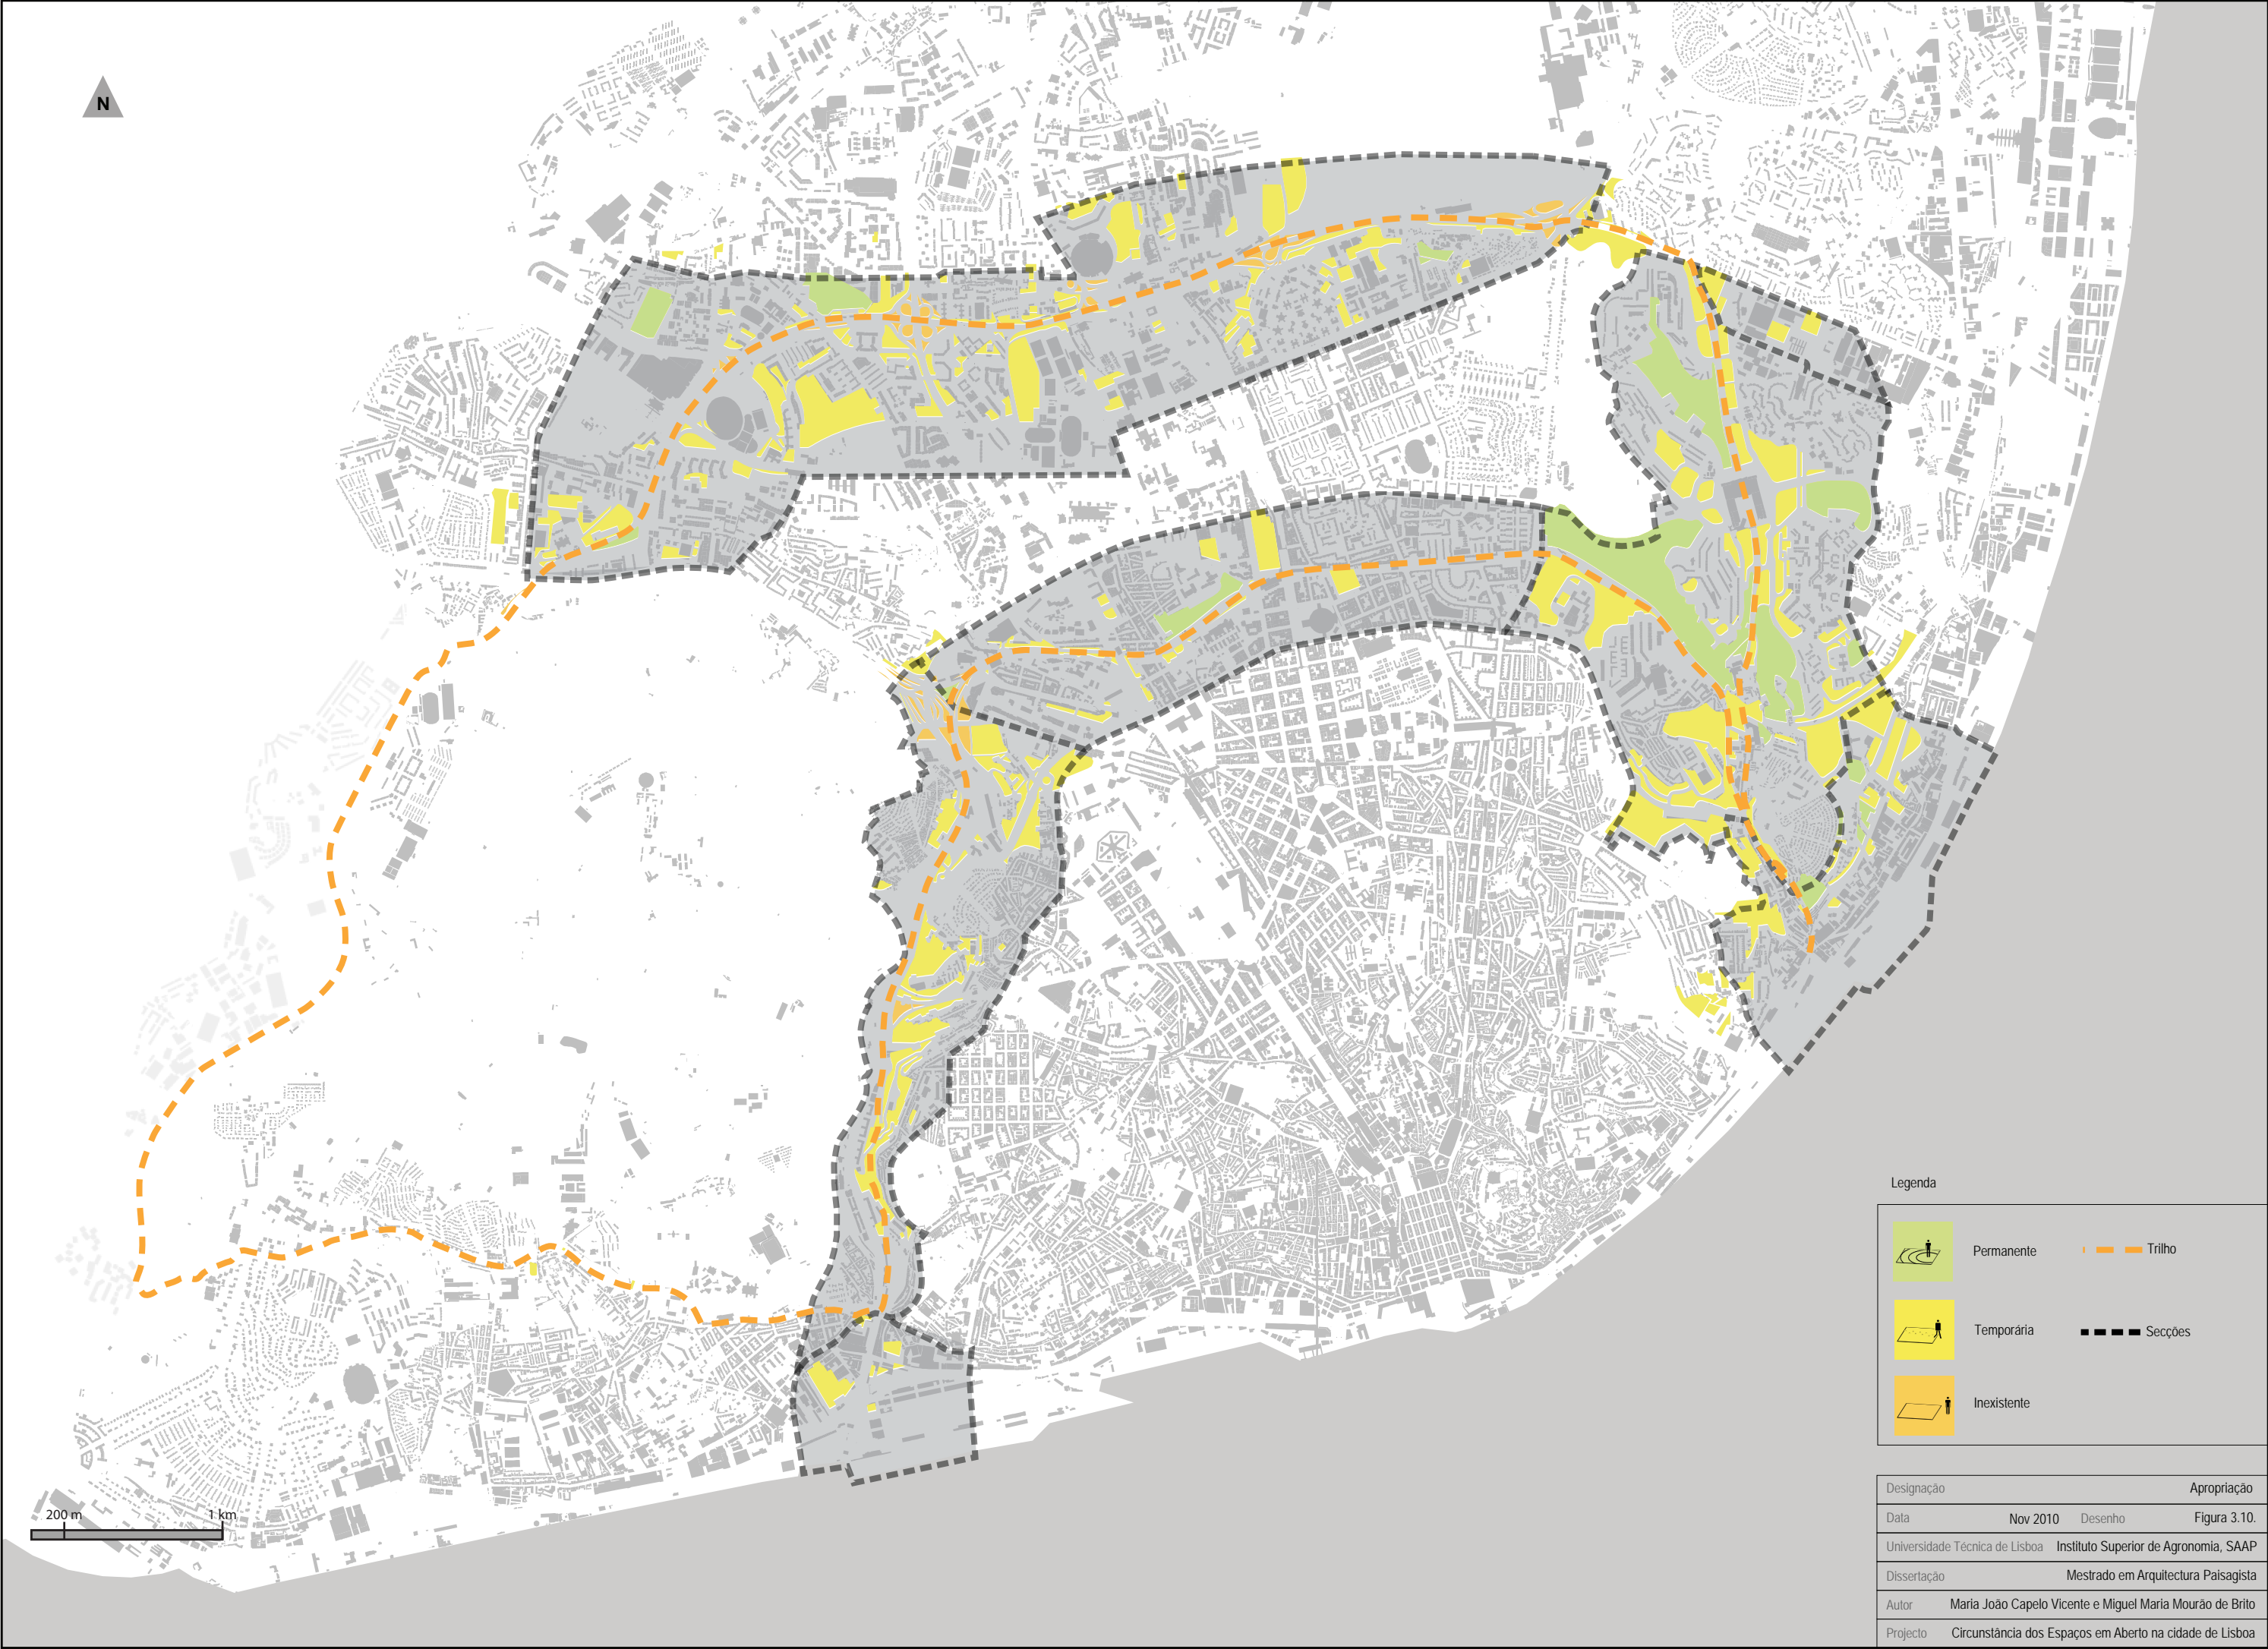 N
200 m 1 km
Legenda
Permanente Trilho
Temporária Secções
Inexistente
Designação Apropriação
Data Nov 2010 Desenho Figura 3.10.
Universidade Técnica de Lisboa Instituto Superior de Agronomia, SAAP
Dissertação Mestrado em Arquitectura Paisagista
Autor Maria João Capelo Vicente e Miguel Maria Mourão de Brito
Projecto Circunstância dos Espaços em Aberto na cidade de Lisboa